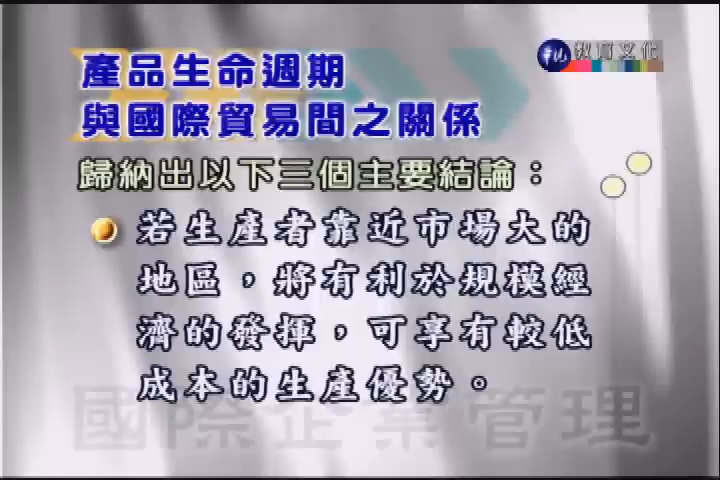 華視 教育文化
產品生命週期
與國際貿易間之關係
歸納出以下三個主要結論：
若生產者靠近市場大的
地區，將有利於規模經
濟的發揮，可享有較低
成本的生產優勢。
國際企業管理